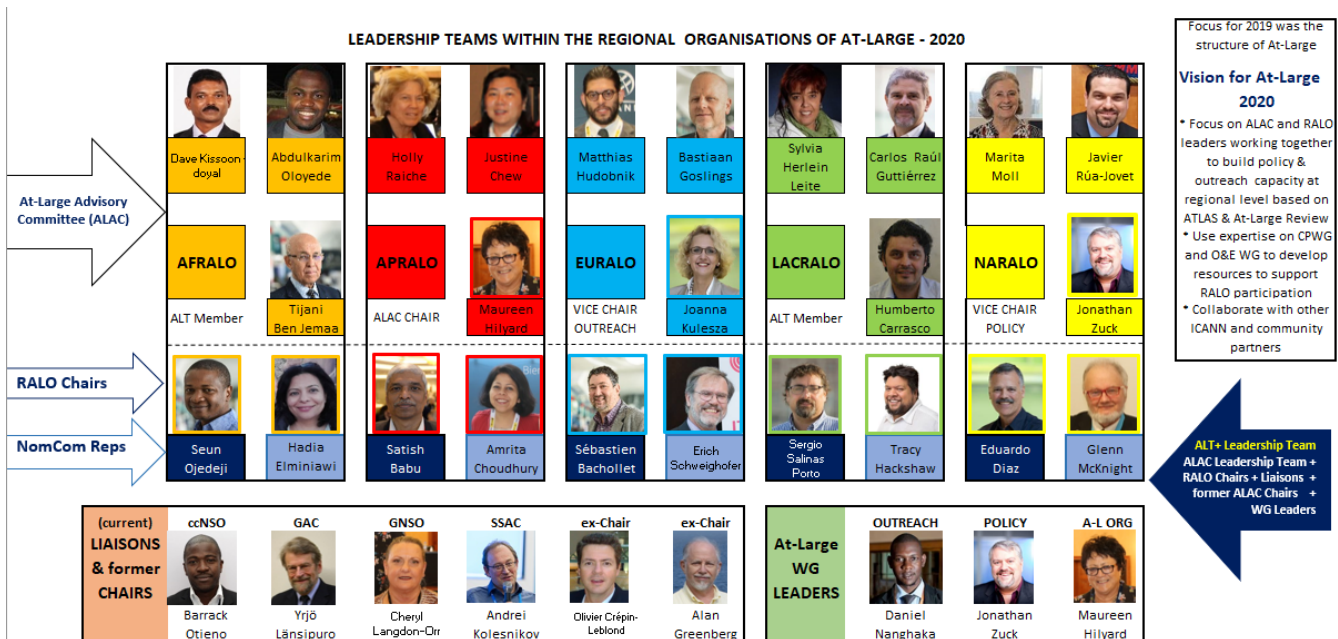 LEADERSHIP TEAMS WITHIN THE REGIONAL ORGANISATIONS OF AT-LARGE - 2020
At-Large Advisory
Committee (ALAC)
Dave Kissoon-
doyal
Abdulkarim
Oloyede
Holly
Raiche
Justine
Chew
Matthias
Hudobnik
Bastiaan
Goslings
Sylvia
Herlein
Leite
Carlos Raúl
Guttiérrez
Marita
Moll
Javier
Rúa-Jovet
AFRALO
ALT Member
Tijani
Ben Jemaa
APRALO
ALAC CHAIR
Maureen
Hilyard
EURALO
VICE CHAIR
OUTREACH
Joanna
Kulesza
LACRALO
ALT Member
Humberto
Carrasco
NARALO
VICE CHAIR
POLICY
Jonathan
Zuck
RALO Chairs
NomCom Reps
Seun
Ojedeji
Hadia
Elminiawi
Satish
Babu
Amrita
Choudhury
Sébastien
Bachollet
Erich
Schweighofer
Sergio
Salinas
Porto
Tracy
Hackshaw
Eduardo
Diaz
Glenn
McKnight
Focus for 2019 was the
structure of At-Large
Vision for At-Large
2020
* Focus on ALAC and RALO
leaders working together
to build policy &
outreach capacity at
regional level based on
ATLAS & At-Large Review
* Use expertise on CPWG
and O&E WG to develop
resources to support
RALO participation
* Collaborate with other
ICANN and community
partners
ALT+ Leadership Team
ALAC Leadership Team +
RALO Chairs + Liaisons +
former ALAC Chairs +
WG Leaders
(current)
LIAISONS
& former
CHAIRS
ccNSO
Barrack
Otieno
GAC
Yrjö
Länsipuro
GNSO
Cheryl
Langdon-Orr
SSAC
Andrei
Kolesnikov
ex-Chair
Olivier Crépin-
Leblond
ex-Chair
Alan
Greenberg
At-Large
WG
LEADERS
OUTREACH
Daniel
Nanghaka
POLICY
Jonathan
Zuck
A-L ORG
Maureen
Hilyard